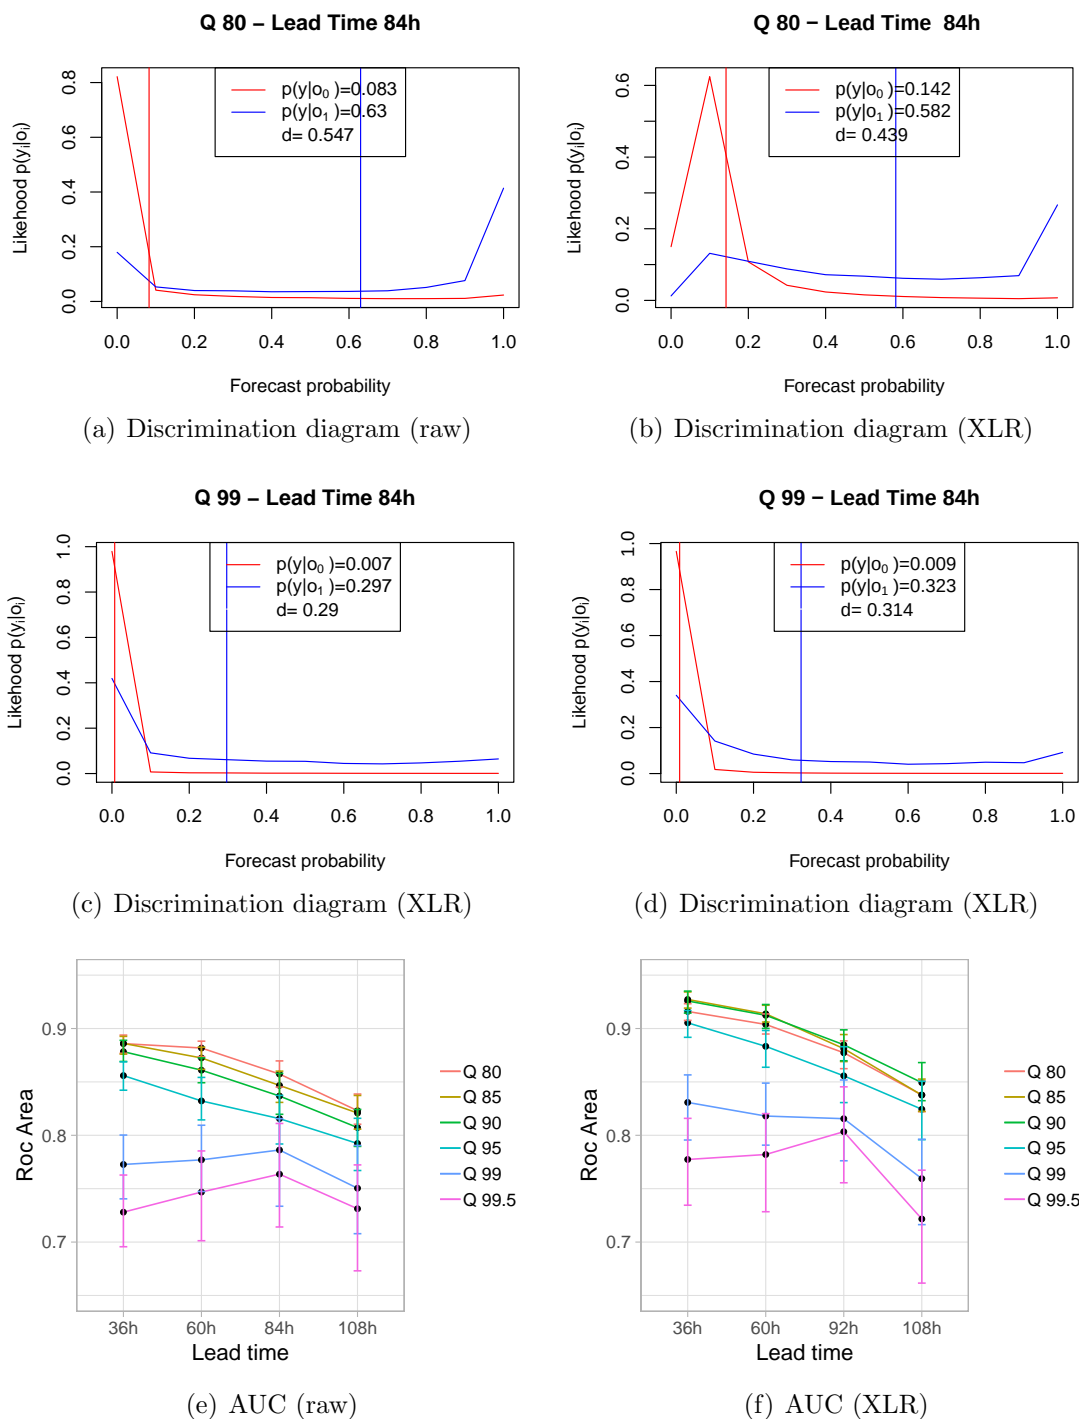 Q 80 – Lead Time 84h
Likehood p(yᵢ|oᵢ)
0.8
0.6
0.4
0.2
0.0
p(y|o₀)=0.083
p(y|o₁)=0.63
d= 0.547
0.0 0.2 0.4 0.6 0.8 1.0
Forecast probability
(a) Discrimination diagram (raw)
Q 80 − Lead Time 84h
Likehood p(yᵢ|oᵢ)
0.6
0.4
0.2
0.0
p(y|o₀)=0.142
p(y|o₁)=0.582
d= 0.439
0.0 0.2 0.4 0.6 0.8 1.0
Forecast probability
(b) Discrimination diagram (XLR)
Q 99 – Lead Time 84h
Likehood p(yᵢ|oᵢ)
1.0
0.8
0.6
0.4
0.2
0.0
p(y|o₀)=0.007
p(y|o₁)=0.297
d= 0.29
0.0 0.2 0.4 0.6 0.8 1.0
Forecast probability
(c) Discrimination diagram (XLR)
Q 99 − Lead Time 84h
Likehood p(yᵢ|oᵢ)
1.0
0.8
0.6
0.4
0.2
0.0
p(y|o₀)=0.009
p(y|o₁)=0.323
d= 0.314
0.0 0.2 0.4 0.6 0.8 1.0
Forecast probability
(d) Discrimination diagram (XLR)
Roc Area
0.9
0.8
0.7
36h 60h 84h 108h
Lead time
Q 80
Q 85
Q 90
Q 95
Q 99
Q 99.5
(e) AUC (raw)
Roc Area
0.9
0.8
0.7
36h 60h 92h 108h
Lead time
Q 80
Q 85
Q 90
Q 95
Q 99
Q 99.5
(f) AUC (XLR)